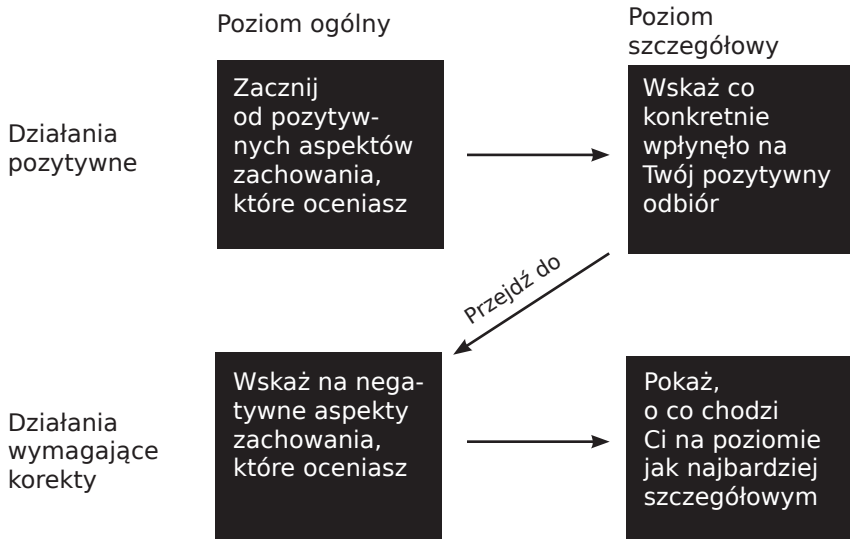 Poziom ogólny
Poziom
szczegółowy
Działania
pozytywne
Zacznij
od pozytyw-
nych aspektów
zachowania,
które oceniasz
Wskaż co
konkretnie
wpłynęło na
Twój pozytywny
odbiór
Przejdź do
Działania
wymagające
korekty
Wskaż na nega-
tywne aspekty
zachowania,
które oceniasz
Pokaż,
o co chodzi
Ci na poziomie
jak najbardziej
szczegółowym